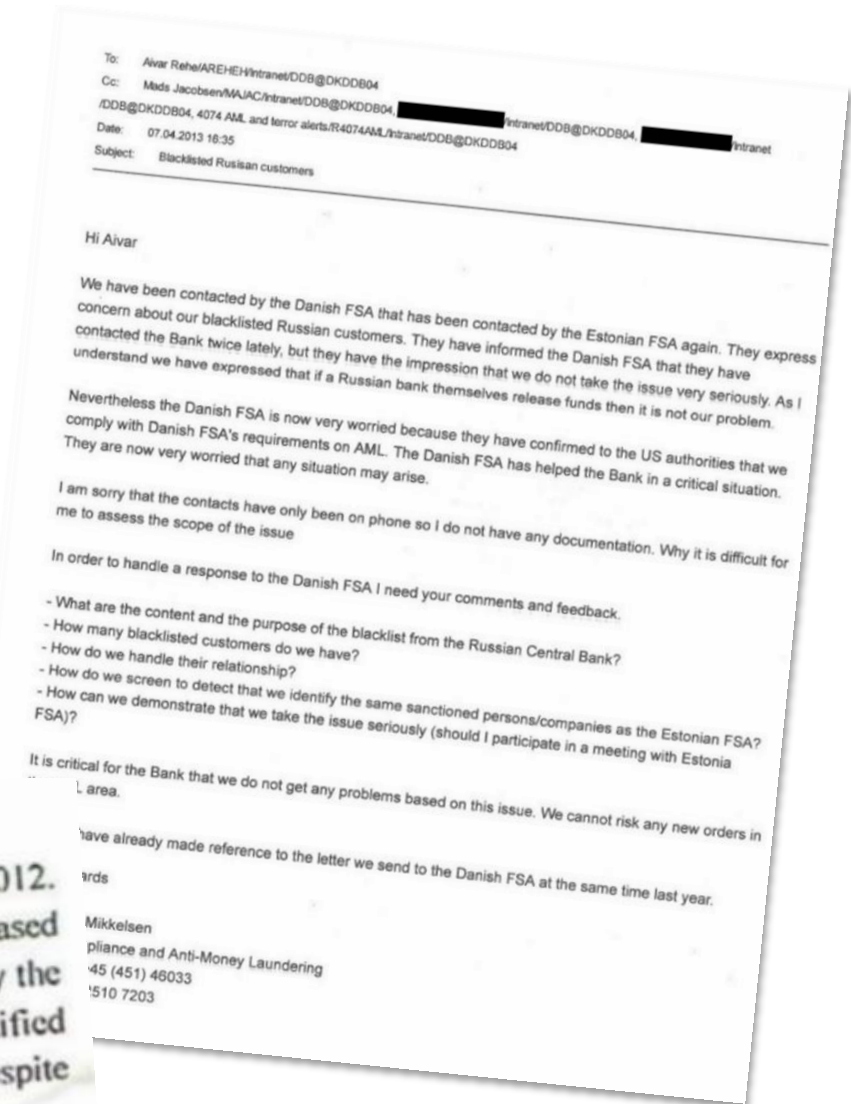 To: Aivar Rehe/AREHEH/Intranet/DDB@DKDDB04
Cc: Mads Jacobsen/MAJAC/Intranet/DDB@DKDDB04, /Intranet/DDB@DKDDB04, /Intranet
/DDB@DKDDB04, 4074 AML and terror alerts/R4074AML/Intranet/DDB@DKDDB04
Date: 07.04.2013 16:35
Subject: Blacklisted Rusisan customers
Hi Aivar
We have been contacted by the Danish FSA that has been contacted by the Estonian FSA again. They express
concern about our blacklisted Russian customers. They have informed the Danish FSA that they have
contacted the Bank twice lately, but they have the impression that we do not take the issue very seriously. As I
understand we have expressed that if a Russian bank themselves release funds then it is not our problem.
Nevertheless the Danish FSA is now very worried because they have confirmed to the US authorities that we
comply with Danish FSA's requirements on AML. The Danish FSA has helped the Bank in a critical situation.
They are now very worried that any situation may arise.
I am sorry that the contacts have only been on phone so I do not have any documentation. Why it is difficult for
me to assess the scope of the issue
In order to handle a response to the Danish FSA I need your comments and feedback.
- What are the content and the purpose of the blacklist from the Russian Central Bank?
- How many blacklisted customers do we have?
- How do we handle their relationship?
- How do we screen to detect that we identify the same sanctioned persons/companies as the Estonian FSA?
- How can we demonstrate that we take the issue seriously (should I participate in a meeting with Estonia
FSA)?
It is critical for the Bank that we do not get any problems based on this issue. We cannot risk any new orders in
area.
have already made reference to the letter we send to the Danish FSA at the same time last year.
ards
Mikkelsen
pliance and Anti-Money Laundering
45 (451) 46033
510 7203
012.
ased
the
ified
spite